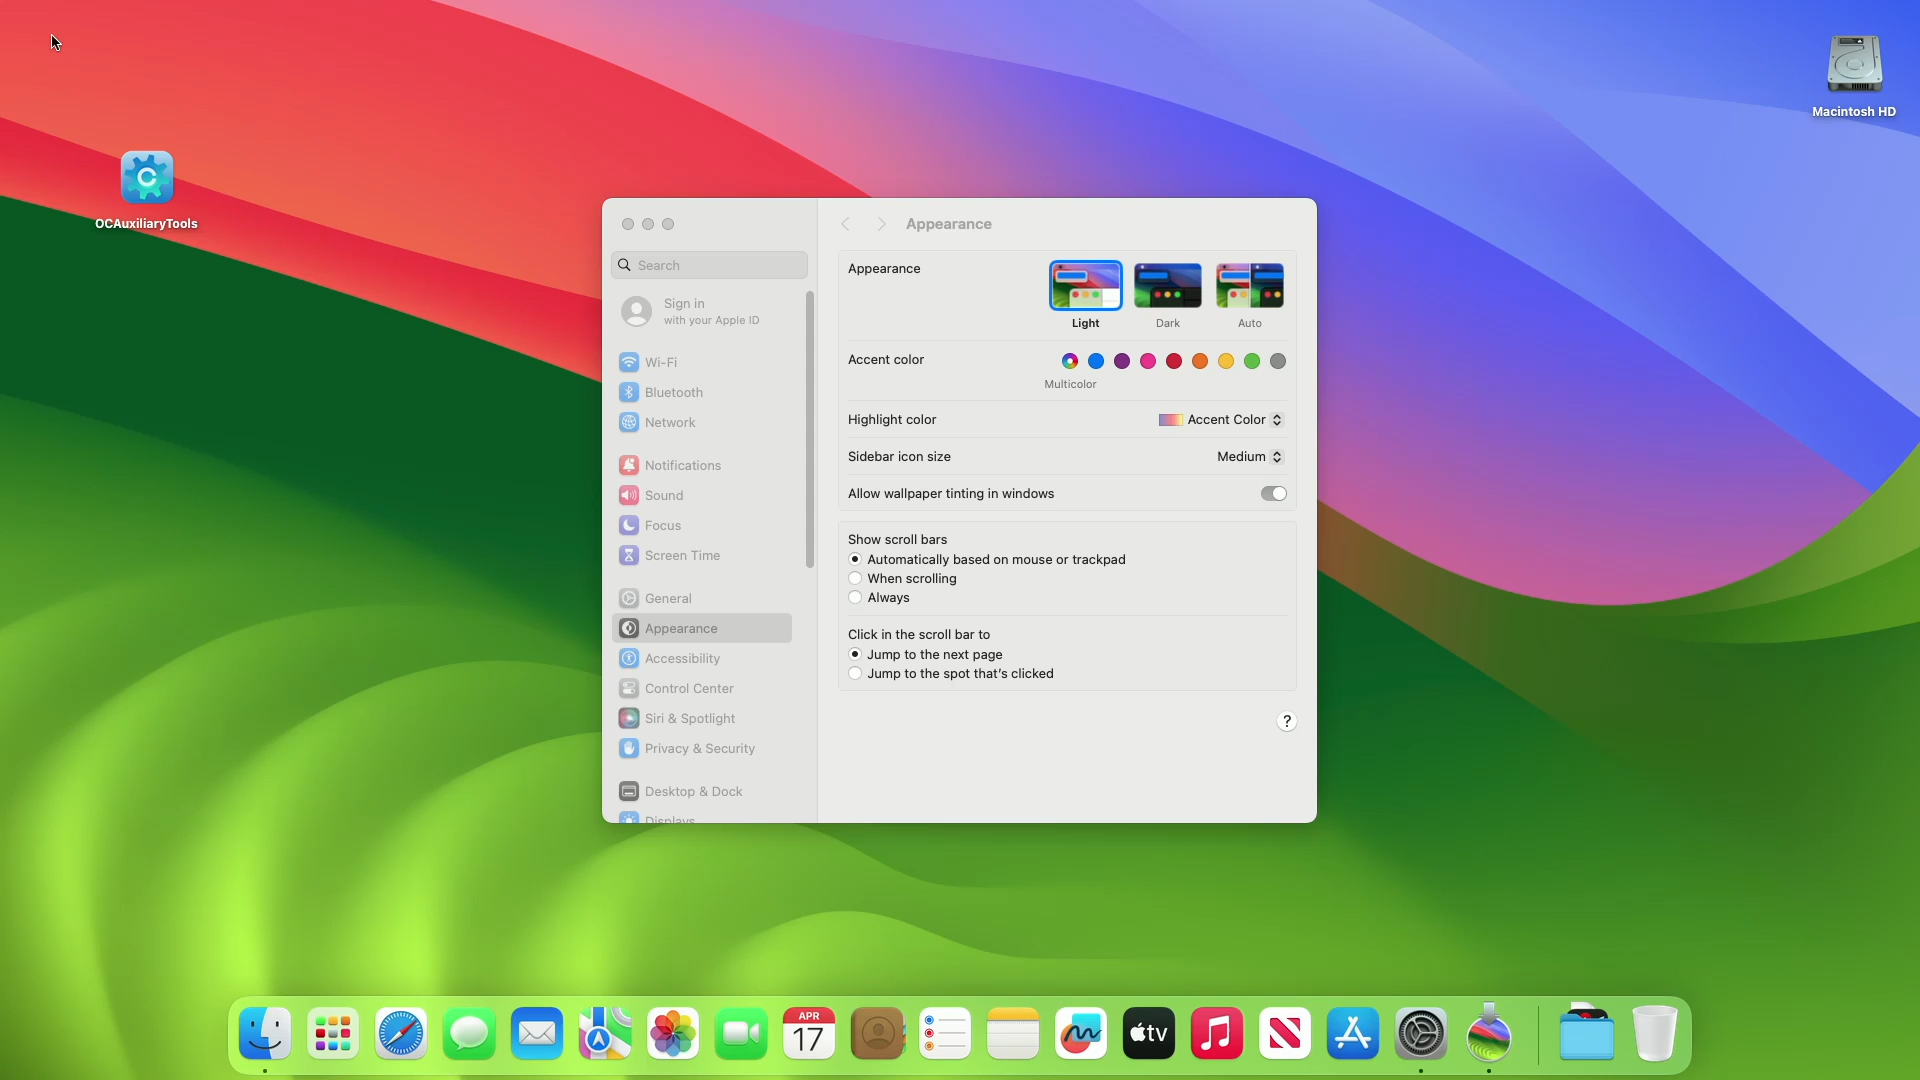 Macintosh HD
OCAuxiliaryTools
Appearance
Search
Sign in
with your Apple ID
Wi-Fi
Bluetooth
Network
Notifications
Sound
Focus
Screen Time
General
Appearance
Accessibility
Control Center
Siri & Spotlight
Privacy & Security
Desktop & Dock
Displays
Appearance
Light
Dark
Auto
Accent color
Multicolor
Highlight color
Accent Color
Sidebar icon size
Medium
Allow wallpaper tinting in windows
Show scroll bars
Automatically based on mouse or trackpad
When scrolling
Always
Click in the scroll bar to
Jump to the next page
Jump to the spot that's clicked
?
APR
17
tv